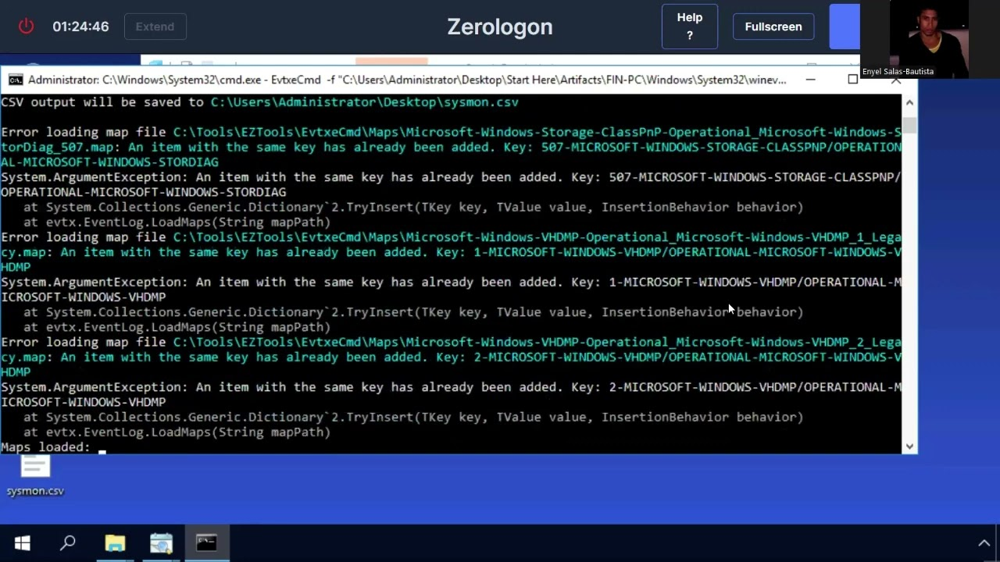 01:24:46
Extend
Zerologon
Help
?
Fullscreen
Enyel Salas-Bautista
Administrator: C:\Windows\System32\cmd.exe - EvtxeCmd -f "C:\Users\Administrator\Desktop\Start Here\Artifacts\FIN-PC\Windows\System32\winev...
CSV output will be saved to C:\Users\Administrator\Desktop\sysmon.csv
Error loading map file C:\Tools\EZTools\EvtxeCmd\Maps\Microsoft-Windows-Storage-ClassPnP-Operational_Microsoft-Windows-S
torDiag_507.map: An item with the same key has already been added. Key: 507-MICROSOFT-WINDOWS-STORAGE-CLASSPNP/OPERATION
AL-MICROSOFT-WINDOWS-STORDIAG
System.ArgumentException: An item with the same key has already been added. Key: 507-MICROSOFT-WINDOWS-STORAGE-CLASSPNP/
OPERATIONAL-MICROSOFT-WINDOWS-STORDIAG
at System.Collections.Generic.Dictionary`2.TryInsert(TKey key, TValue value, InsertionBehavior behavior)
at evtx.EventLog.LoadMaps(String mapPath)
Error loading map file C:\Tools\EZTools\EvtxeCmd\Maps\Microsoft-Windows-VHDMP-Operational_Microsoft-Windows-VHDMP_1_Lega
cy.map: An item with the same key has already been added. Key: 1-MICROSOFT-WINDOWS-VHDMP/OPERATIONAL-MICROSOFT-WINDOWS-V
HDMP
System.ArgumentException: An item with the same key has already been added. Key: 1-MICROSOFT-WINDOWS-VHDMP/OPERATIONAL-M
ICROSOFT-WINDOWS-VHDMP
at System.Collections.Generic.Dictionary`2.TryInsert(TKey key, TValue value, InsertionBehavior behavior)
at evtx.EventLog.LoadMaps(String mapPath)
Error loading map file C:\Tools\EZTools\EvtxeCmd\Maps\Microsoft-Windows-VHDMP-Operational_Microsoft-Windows-VHDMP_2_Lega
cy.map: An item with the same key has already been added. Key: 2-MICROSOFT-WINDOWS-VHDMP/OPERATIONAL-MICROSOFT-WINDOWS-V
HDMP
System.ArgumentException: An item with the same key has already been added. Key: 2-MICROSOFT-WINDOWS-VHDMP/OPERATIONAL-M
ICROSOFT-WINDOWS-VHDMP
at System.Collections.Generic.Dictionary`2.TryInsert(TKey key, TValue value, InsertionBehavior behavior)
at evtx.EventLog.LoadMaps(String mapPath)
Maps loaded:
sysmon.csv